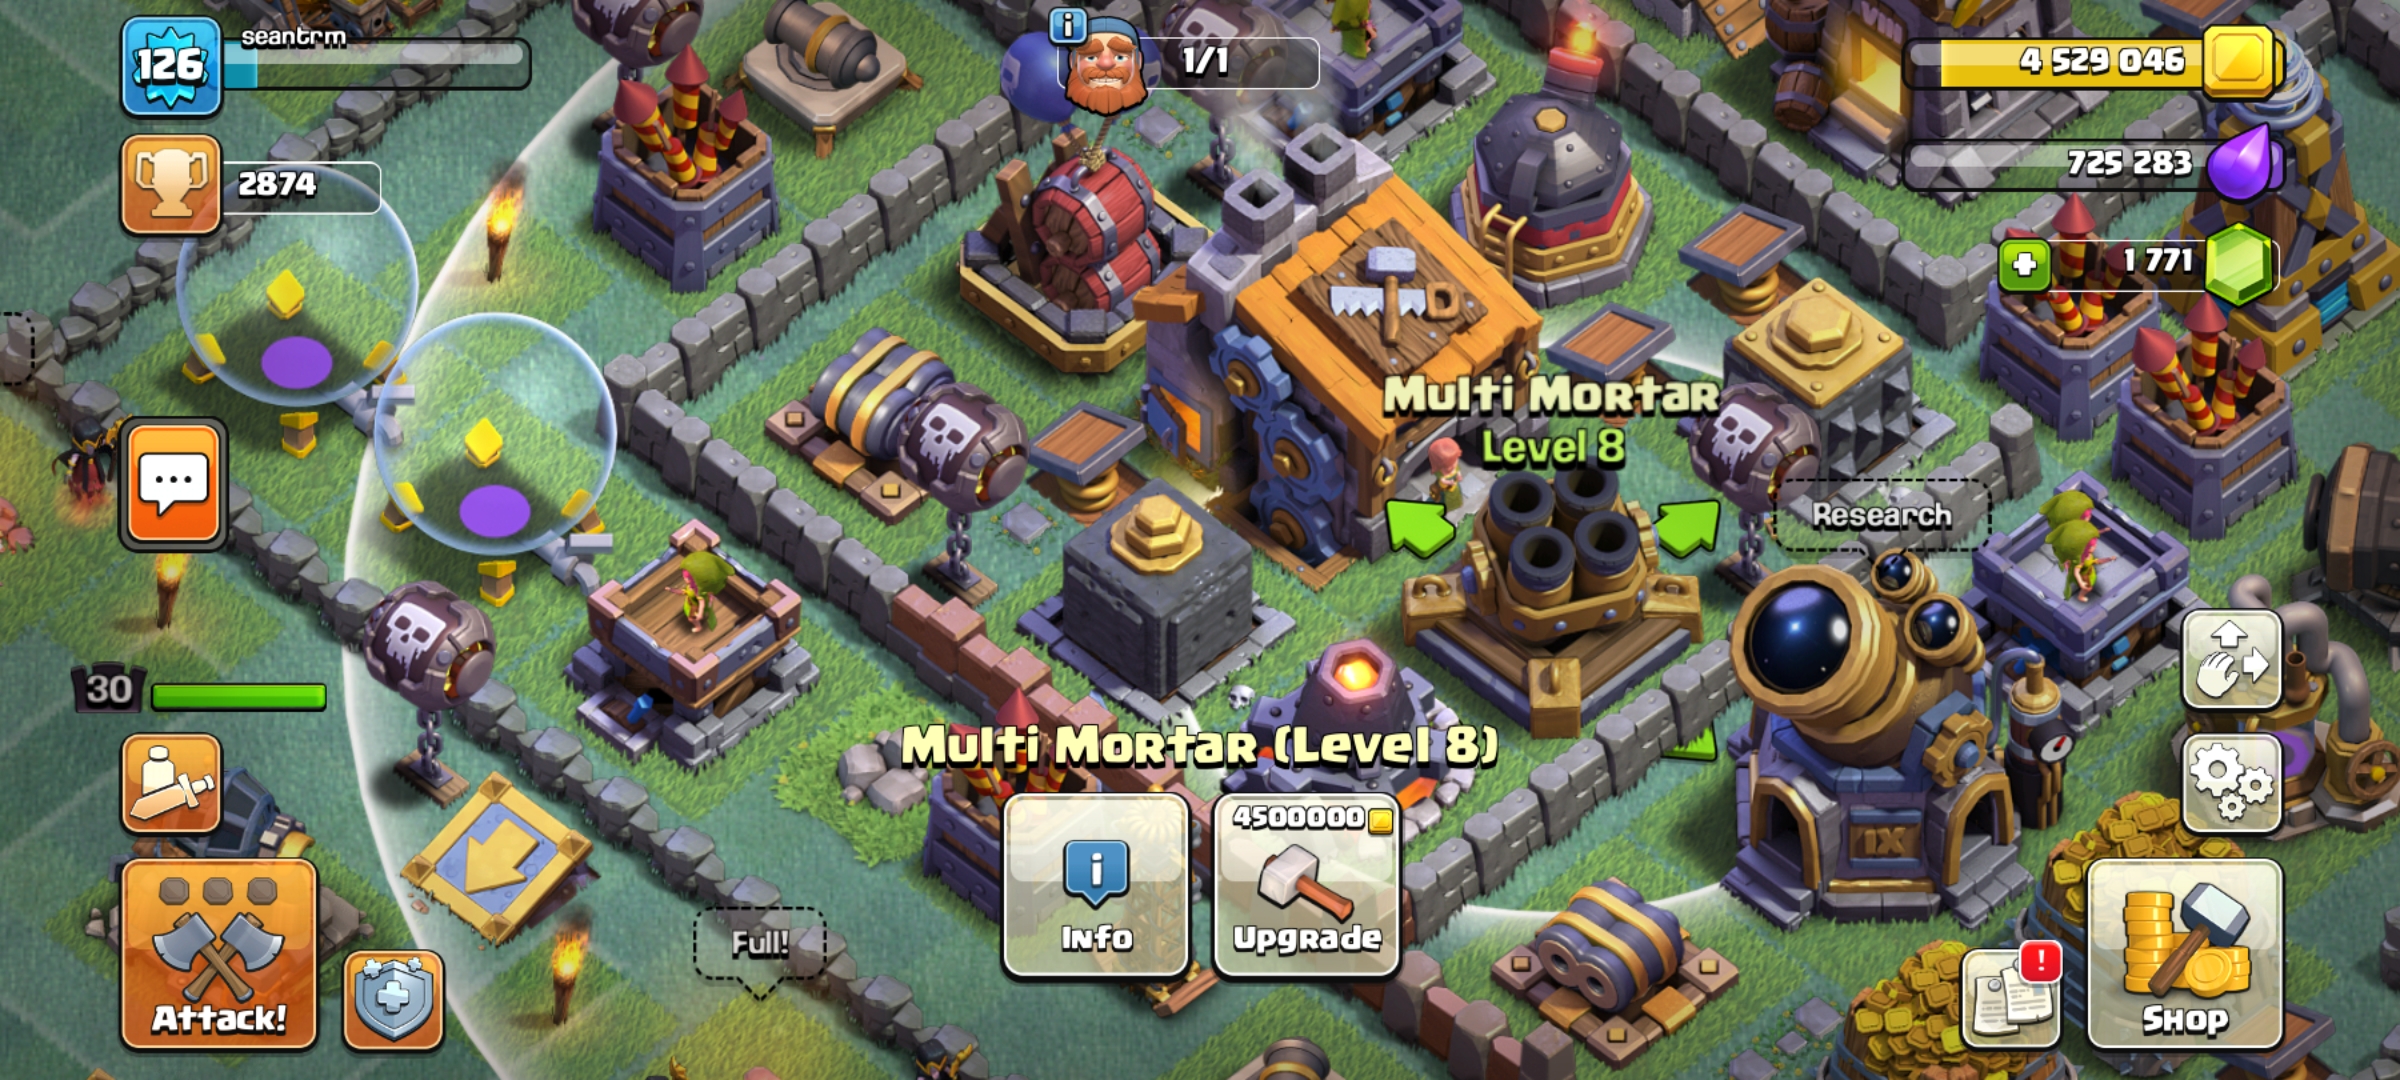 126
seantrm
1/1
4 529 046
2874
725 283
1 771
Multi Mortar
Level 8
Research
30
Multi Mortar (Level 8)
4500000
IX
Info
Upgrade
Full!
Attack!
Shop